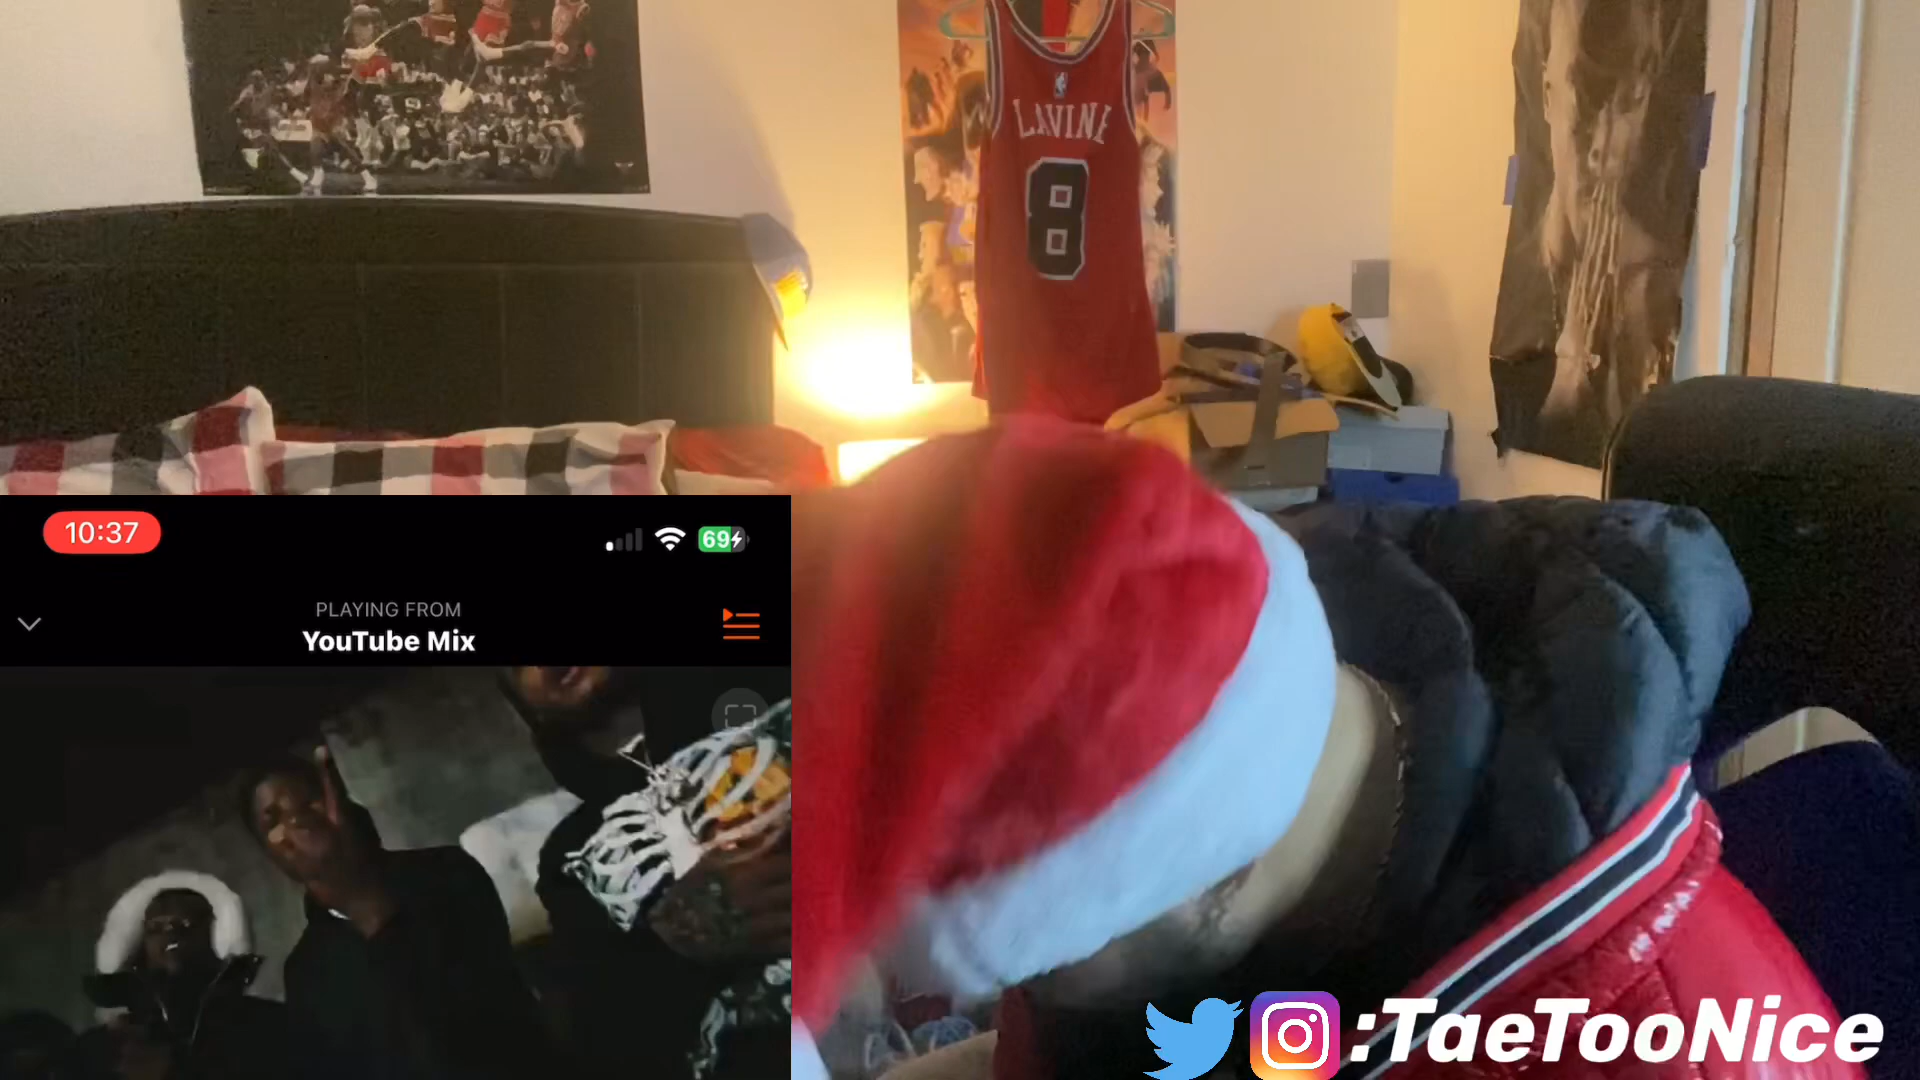 LAVINE
8
10:37
69
PLAYING FROM
YouTube Mix
:TaeTooNice